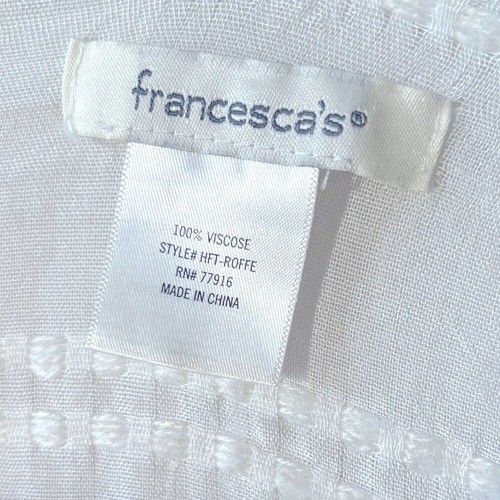 francesca's®
100% VISCOSE
STYLE# HFT-ROFFE
RN# 77916
MADE IN CHINA